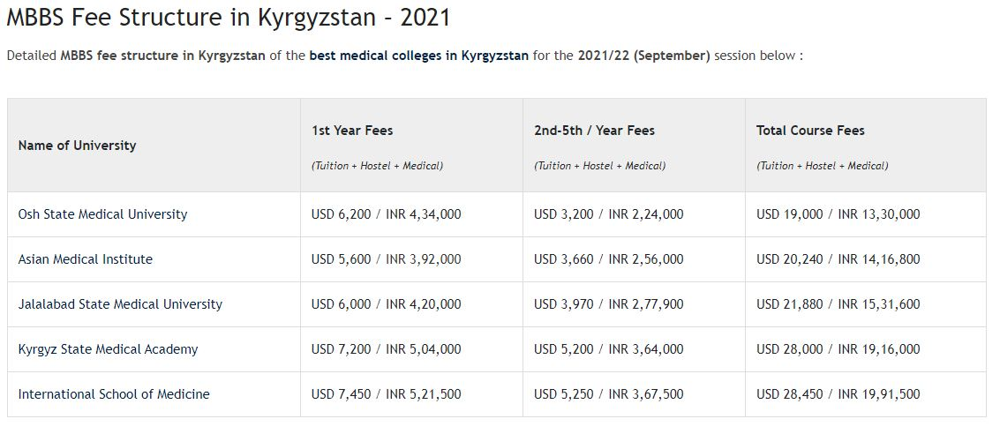 MBBS Fee Structure in Kyrgyzstan – 2021
Detailed MBBS fee structure in Kyrgyzstan of the best medical colleges in Kyrgyzstan for the 2021/22 (September) session below :
Name of University
1st Year Fees
(Tuition + Hostel + Medical)
2nd-5th / Year Fees
(Tuition + Hostel + Medical)
Total Course Fees
(Tuition + Hostel + Medical)
Osh State Medical University USD 6,200 / INR 4,34,000 USD 3,200 / INR 2,24,000 USD 19,000 / INR 13,30,000
Asian Medical Institute USD 5,600 / INR 3,92,000 USD 3,660 / INR 2,56,000 USD 20,240 / INR 14,16,800
Jalalabad State Medical University USD 6,000 / INR 4,20,000 USD 3,970 / INR 2,77,900 USD 21,880 / INR 15,31,600
Kyrgyz State Medical Academy USD 7,200 / INR 5,04,000 USD 5,200 / INR 3,64,000 USD 28,000 / INR 19,16,000
International School of Medicine USD 7,450 / INR 5,21,500 USD 5,250 / INR 3,67,500 USD 28,450 / INR 19,91,500